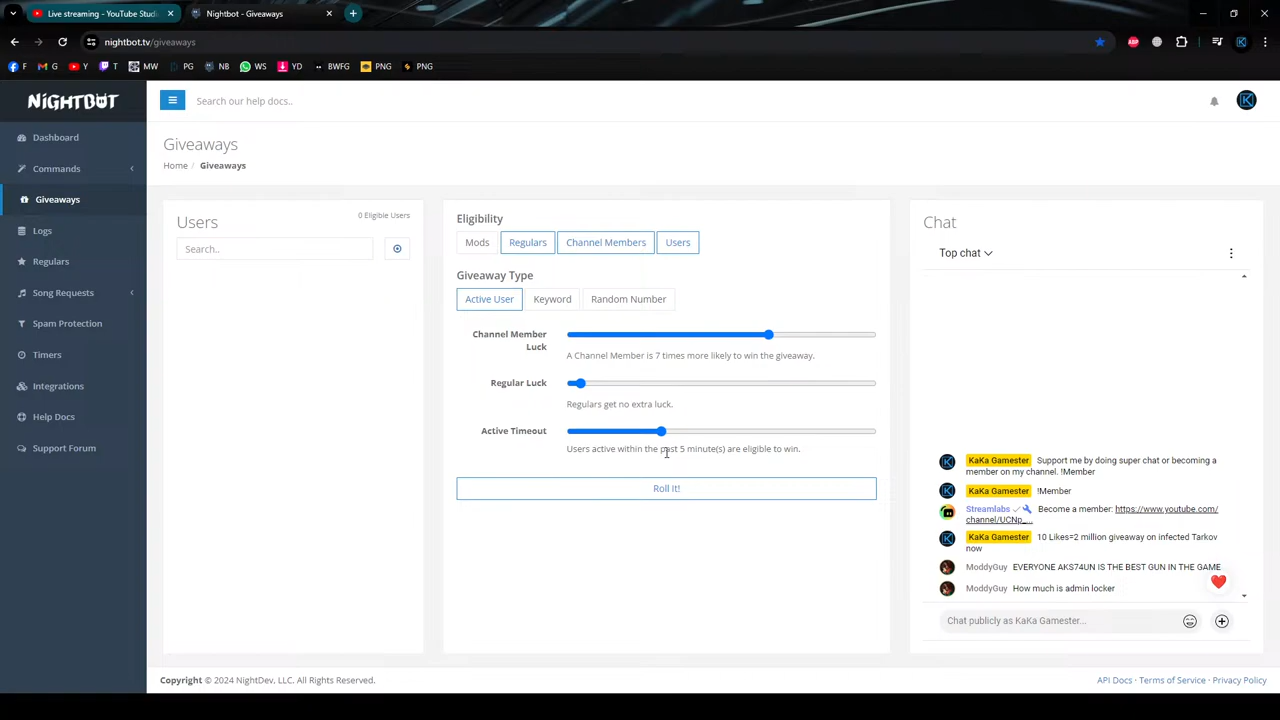 Live streaming - YouTube Studi
Nightbot - Giveaways
nightbot.tv/giveaways
ABP
F
G
Y
T
MW
PG
NB
WS
YD
BWFG
PNG
PNG
NiGHTBOT
Dashboard
Commands
Giveaways
Logs
Regulars
Song Requests
Spam Protection
Timers
Integrations
Help Docs
Support Forum
Search our help docs..
Giveaways
Home / Giveaways
Users
0 Eligible Users
Search..
Eligibility
Mods
Regulars
Channel Members
Users
Giveaway Type
Active User
Keyword
Random Number
Channel Member
Luck
A Channel Member is 7 times more likely to win the giveaway.
Regular Luck
Regulars get no extra luck.
Active Timeout
Users active within the past 5 minute(s) are eligible to win.
Roll It!
Chat
Top chat
KaKa Gamester Support me by doing super chat or becoming a
member on my channel. !Member
KaKa Gamester !Member
Streamlabs Become a member: https://www.youtube.com/
channel/UCNp_...
KaKa Gamester 10 Likes=2 million giveaway on infected Tarkov
now
ModdyGuy EVERYONE AKS74UN IS THE BEST GUN IN THE GAME
ModdyGuy How much is admin locker
Chat publicly as KaKa Gamester...
Copyright © 2024 NightDev, LLC. All Rights Reserved.
API Docs · Terms of Service · Privacy Policy